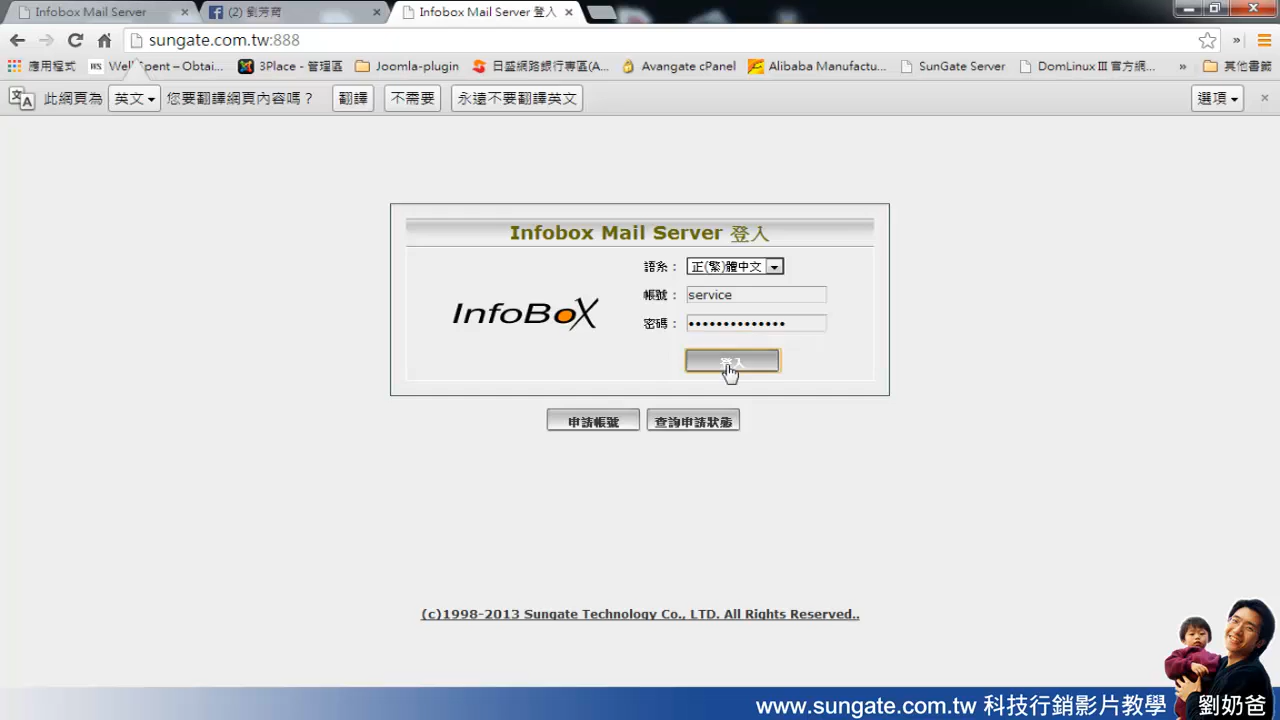 Infobox Mail Server
(2) 劉芳育
Infobox Mail Server 登入
sungate.com.tw:888
應用程式
WellSpent – Obtai...
3Place - 管理區
Joomla-plugin
日盛網路銀行專區(A...
Avangate cPanel
Alibaba Manufactu...
SunGate Server
DomLinux III 官方網...
»
其他書籤
此網頁為 英文 您要翻譯網頁內容嗎? 翻譯 不需要 永遠不要翻譯英文 選項
Infobox Mail Server 登入
InfoBoX
語系: 正(繁)體中文
帳號: service
密碼: ••••••••••••••
登入
申請帳號 查詢申請狀態
(c)1998-2013 Sungate Technology Co., LTD. All Rights Reserved..
www.sungate.com.tw 科技行銷影片教學 劉奶爸